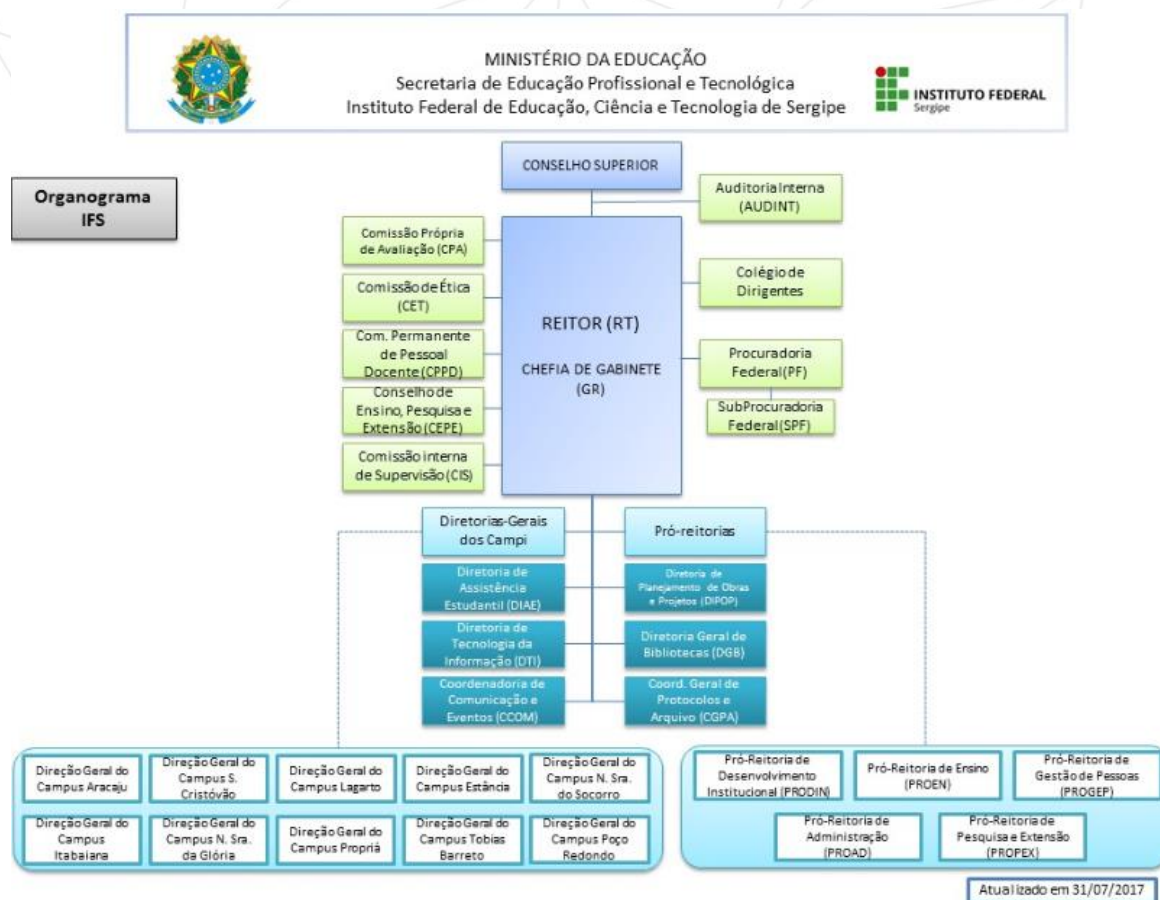 MINISTÉRIO DA EDUCAÇÃO
Secretaria de Educação Profissional e Tecnológica
Instituto Federal de Educação, Ciência e Tecnologia de Sergipe
INSTITUTO FEDERAL
Sergipe
Organograma
IFS
CONSELHO SUPERIOR
Auditoria Interna
(AUDINT)
Comissão Própria
de Avaliação (CPA)
Comissão de Ética
(CET)
Com. Permanente
de Pessoal
Docente (CPPD)
Conselho de
Ensino, Pesquisa e
Extensão (CEPE)
Comissão interna
de Supervisão (CIS)
REITOR (RT)
CHEFIA DE GABINETE
(GR)
Colégio de
Dirigentes
Procuradoria
Federal (PF)
SubProcuradoria
Federal (SPF)
Diretorias-Gerais
dos Campi
Pró-reitorias
Diretoria de
Assistência
Estudantil (DIAE)
Diretoria de
Planejamento de Obras
e Projetos (DIPOP)
Diretoria de
Tecnologia da
Informação (DTI)
Diretoria Geral de
Bibliotecas (DGB)
Coordenadoria de
Comunicação e
Eventos (CCOM)
Coord. Geral de
Protocolos e
Arquivo (CGPA)
Direção Geral do
Campus Aracaju
Direção Geral do
Campus S.
Cristóvão
Direção Geral do
Campus Lagarto
Direção Geral do
Campus Estância
Direção Geral do
Campus N. Sra.
do Socorro
Direção Geral do
Campus
Itabaiana
Direção Geral do
Campus N. Sra.
da Glória
Direção Geral do
Campus Propriá
Direção Geral do
Campus Tobias
Barreto
Direção Geral do
Campus Poço
Redondo
Pró-Reitoria de
Desenvolvimento
Institucional (PRODIN)
Pró-Reitoria de Ensino
(PROEN)
Pró-Reitoria de
Gestão de Pessoas
(PROGEP)
Pró-Reitoria de
Administração
(PROAD)
Pró-Reitoria de
Pesquisa e Extensão
(PROPEX)
Atualizado em 31/07/2017